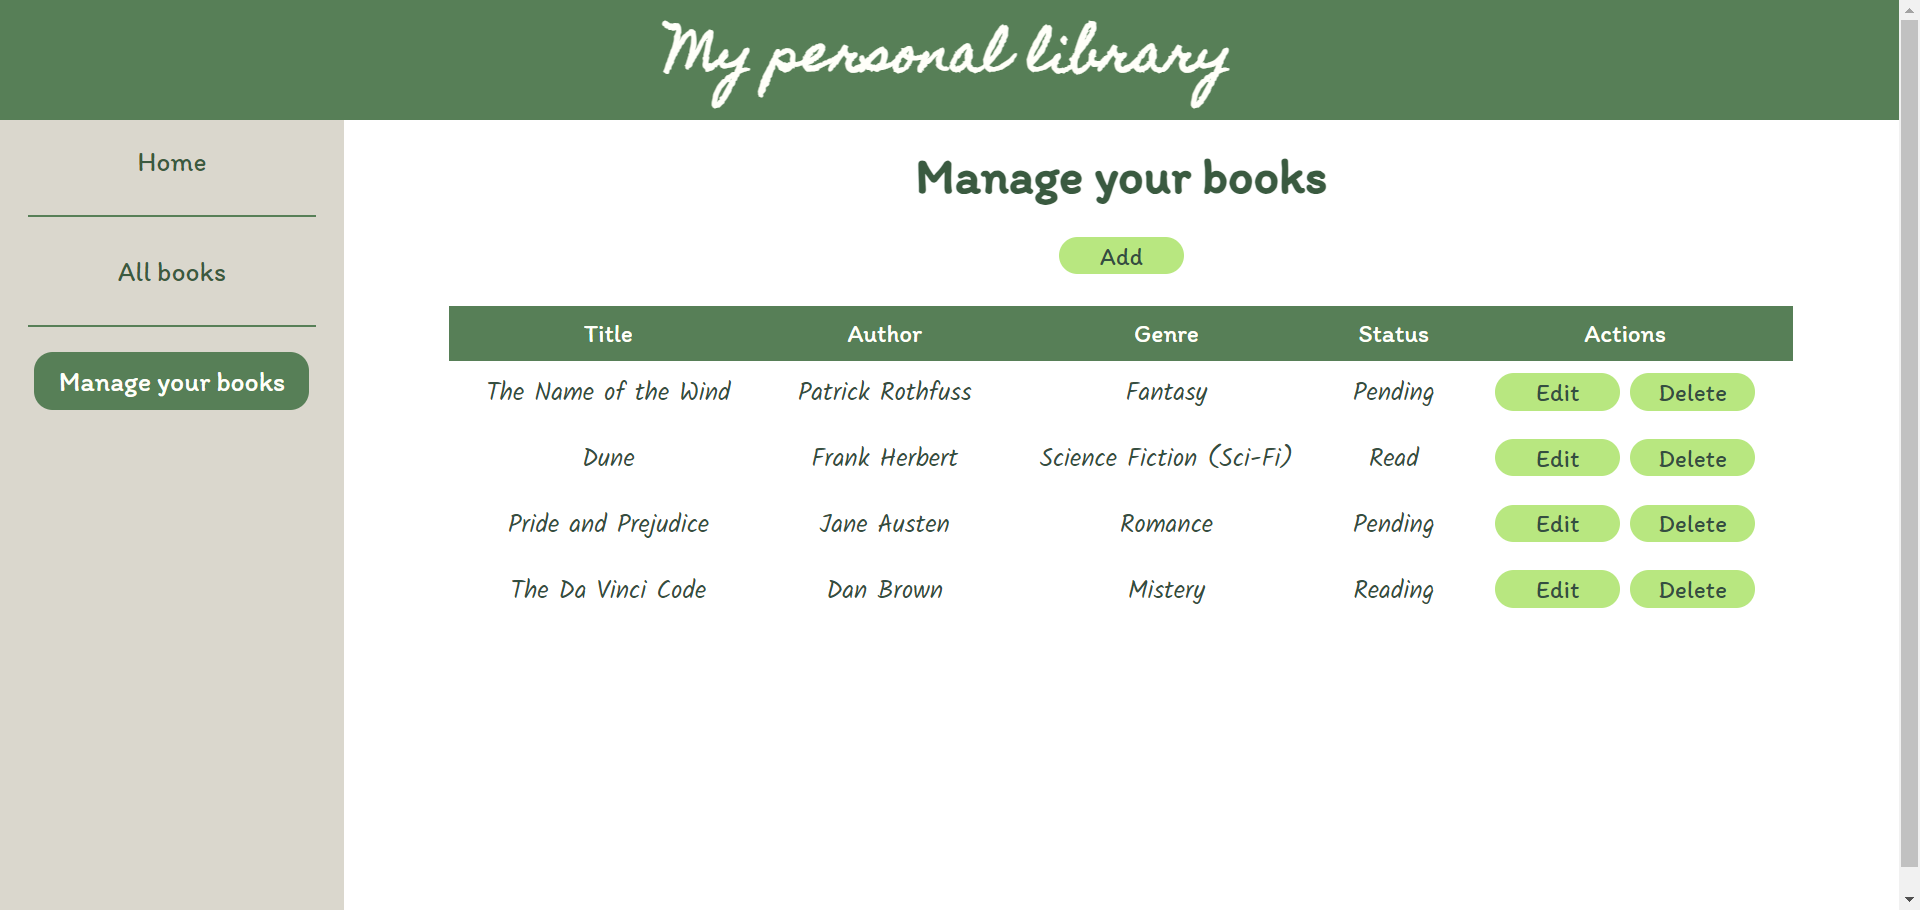 My personal library
Home
All books
Manage your books
Manage your books
Add
Title Author Genre Status Actions
The Name of the Wind Patrick Rothfuss Fantasy Pending Edit Delete
Dune Frank Herbert Science Fiction (Sci-Fi) Read Edit Delete
Pride and Prejudice Jane Austen Romance Pending Edit Delete
The Da Vinci Code Dan Brown Mistery Reading Edit Delete